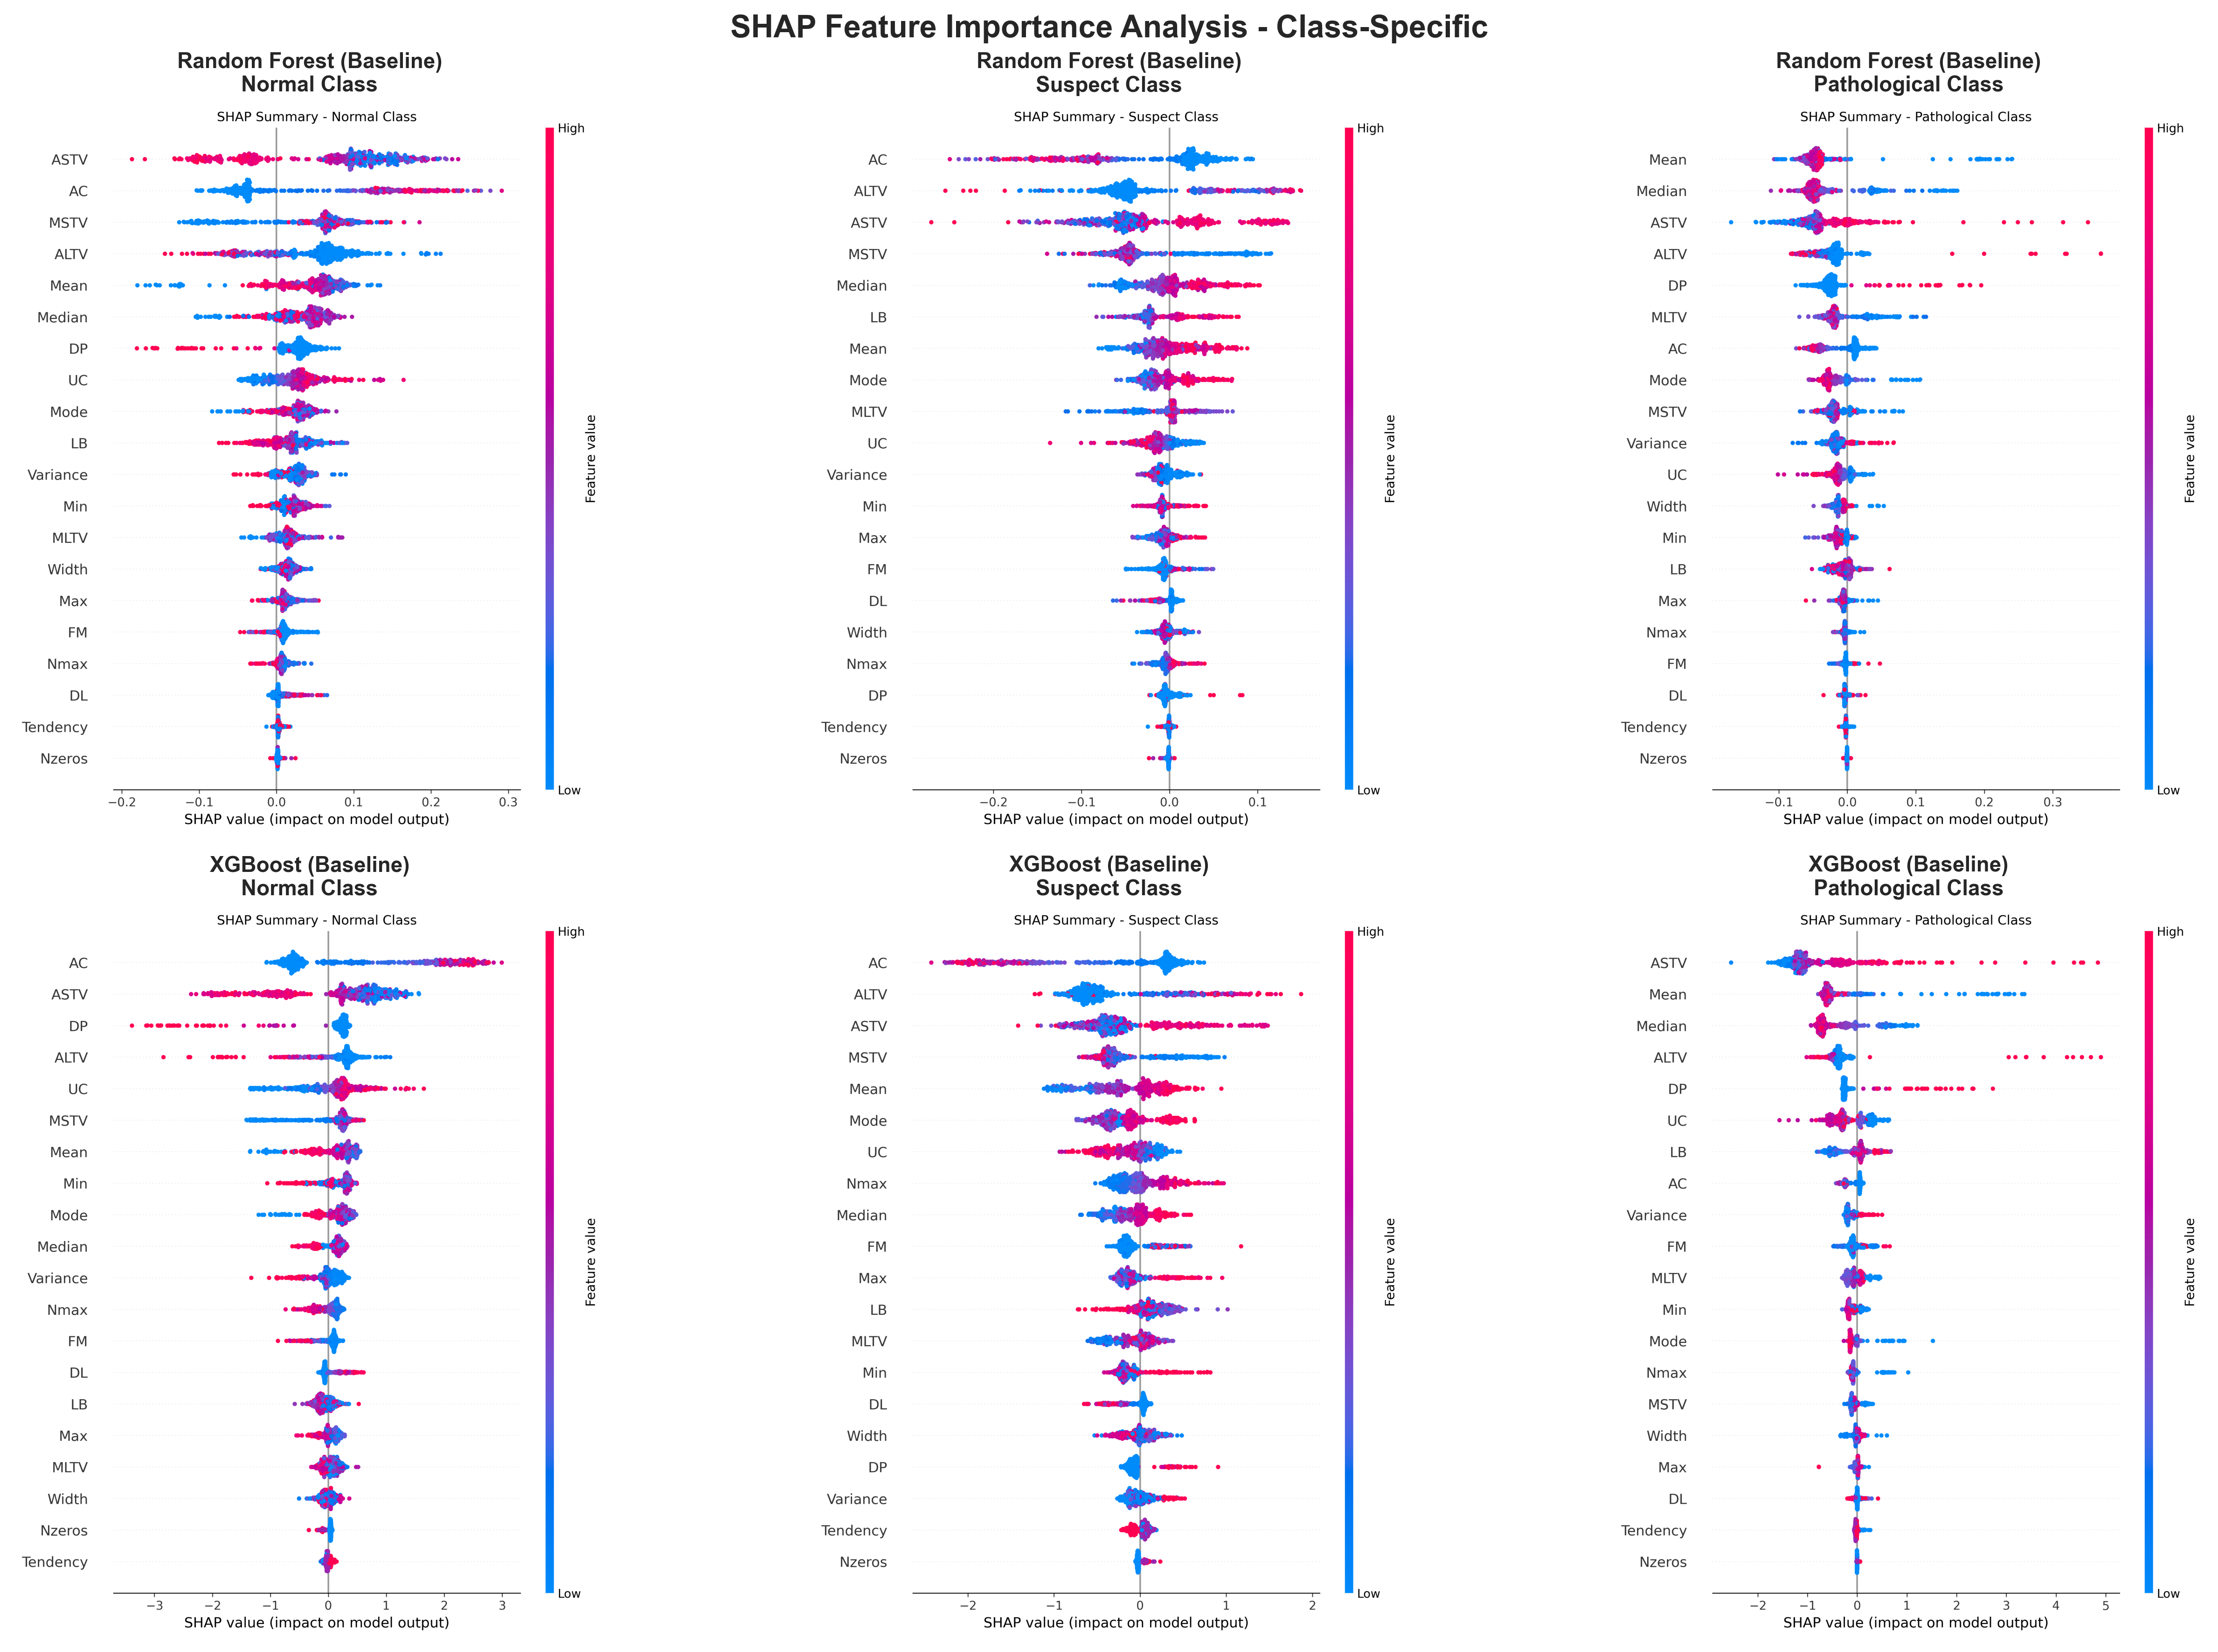 SHAP Feature Importance Analysis - Class-Specific
Random Forest (Baseline)
Normal Class
SHAP Summary - Normal Class
High
ASTV
AC
MSTV
ALTV
Mean
Median
DP
UC
Mode
LB
Variance
Min
MLTV
Width
Max
FM
Nmax
DL
Tendency
Nzeros
Feature value
Low
−0.2 −0.1 0.0 0.1 0.2 0.3
SHAP value (impact on model output)
Random Forest (Baseline)
Suspect Class
SHAP Summary - Suspect Class
High
AC
ALTV
ASTV
MSTV
Median
LB
Mean
Mode
MLTV
UC
Variance
Min
Max
FM
DL
Width
Nmax
DP
Tendency
Nzeros
Feature value
Low
−0.2 −0.1 0.0 0.1
SHAP value (impact on model output)
Random Forest (Baseline)
Pathological Class
SHAP Summary - Pathological Class
High
Mean
Median
ASTV
ALTV
DP
MLTV
AC
Mode
MSTV
Variance
UC
Width
Min
LB
Max
Nmax
FM
DL
Tendency
Nzeros
Feature value
Low
−0.1 0.0 0.1 0.2 0.3
SHAP value (impact on model output)
XGBoost (Baseline)
Normal Class
SHAP Summary - Normal Class
High
AC
ASTV
DP
ALTV
UC
MSTV
Mean
Min
Mode
Median
Variance
Nmax
FM
DL
LB
Max
MLTV
Width
Nzeros
Tendency
Feature value
Low
−3 −2 −1 0 1 2 3
SHAP value (impact on model output)
XGBoost (Baseline)
Suspect Class
SHAP Summary - Suspect Class
High
AC
ALTV
ASTV
MSTV
Mean
Mode
UC
Nmax
Median
FM
Max
LB
MLTV
Min
DL
Width
DP
Variance
Tendency
Nzeros
Feature value
Low
−2 −1 0 1 2
SHAP value (impact on model output)
XGBoost (Baseline)
Pathological Class
SHAP Summary - Pathological Class
High
ASTV
Mean
Median
ALTV
DP
UC
LB
AC
Variance
FM
MLTV
Min
Mode
Nmax
MSTV
Width
Max
DL
Tendency
Nzeros
Feature value
Low
−2 −1 0 1 2 3 4 5
SHAP value (impact on model output)